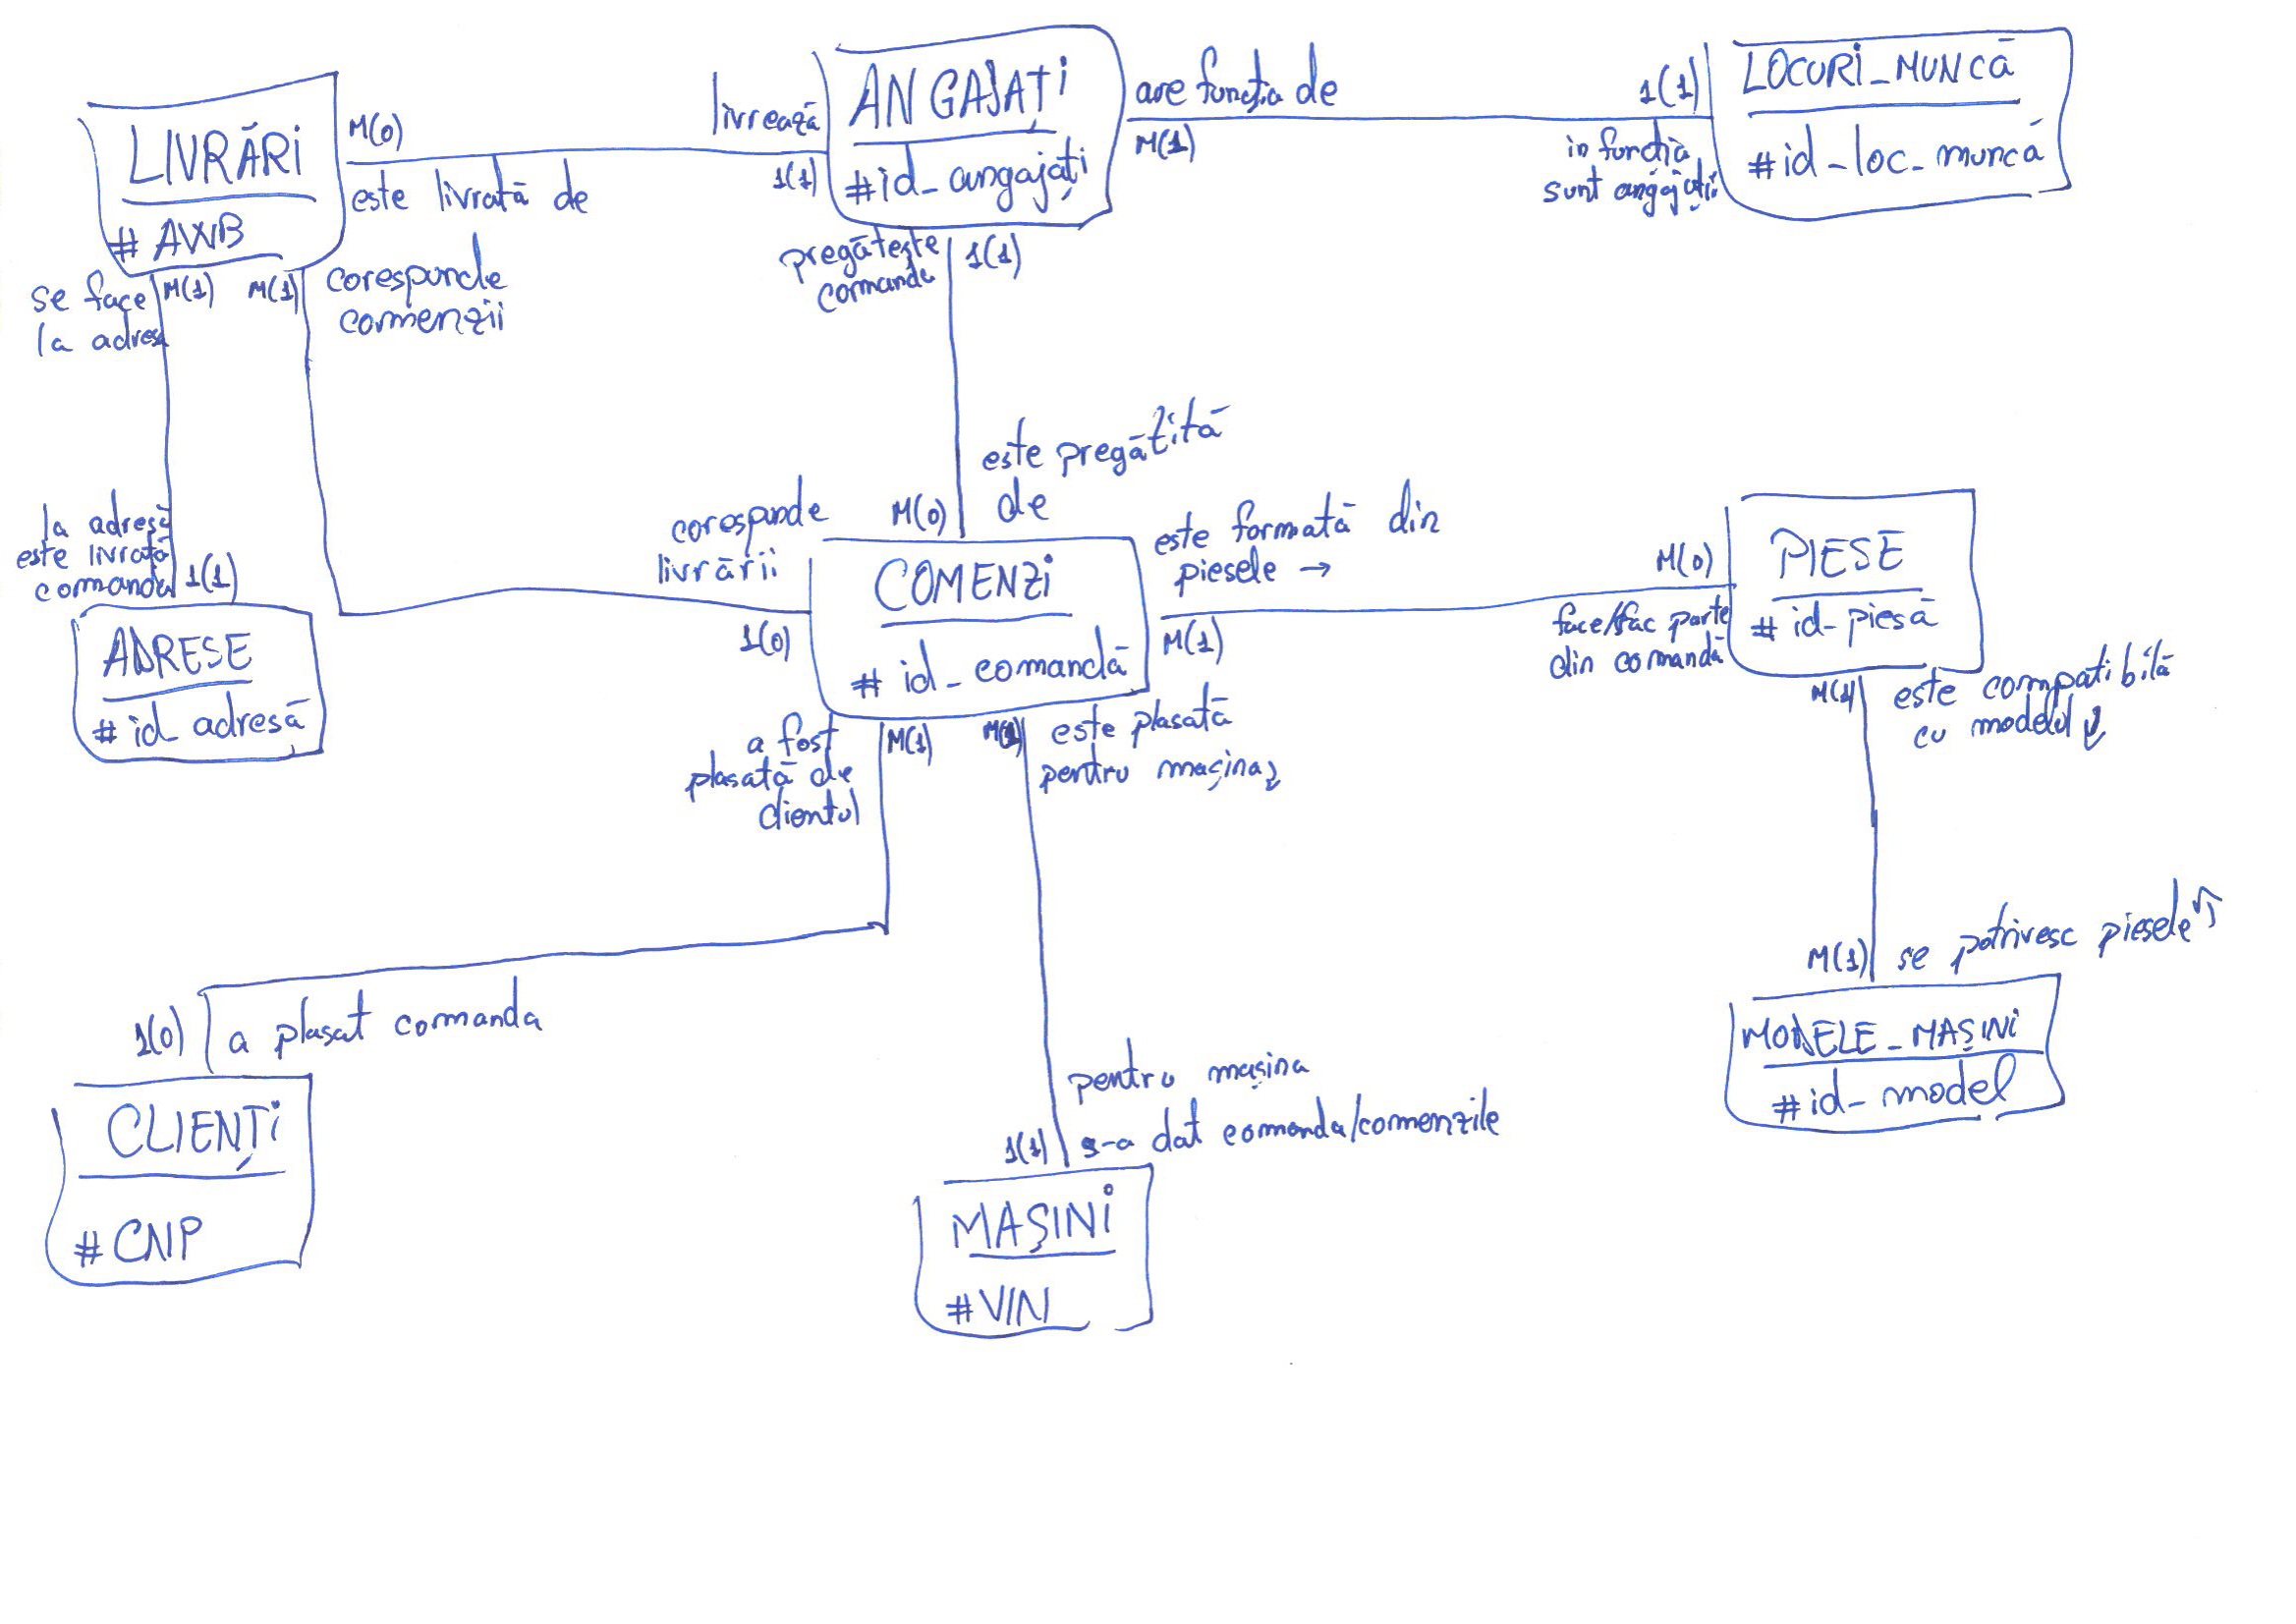 LIVRĂRI
# AWB
M(0)
este livrată de
livrează
1(1)
ANGAJAȚI
#id_angajați
are funcția de
M(1)
1(1)
in funcția
sunt angajații
LOCURI_MUNCĂ
#id_loc_muncă
se face
la adresa
M(1)
M(1)
corespunde
comenzii
pregătește
comanda
1(1)
este pregătită
de
M(0)
la adresă
este livrată
comanda
1(1)
ADRESE
# id_adresă
corespunde
livrării
1(0)
COMENZI
# id_comandă
este formată din
piesele →
M(1)
M(0)
face/fac parte
din comandă
PIESE
# id_piesă
M(1)
este compatibilă
cu modelul
a fost
plasată de
clientul
M(1)
este plasată
pentru mașina
M(1)
se potrivesc piesele
MODELE_MAȘINI
#id_model
1(0)
a plasat comanda
CLIENȚI
#CNP
pentru mașina
s-a dat comanda/comenzile
1(1)
MAȘINI
#VIN